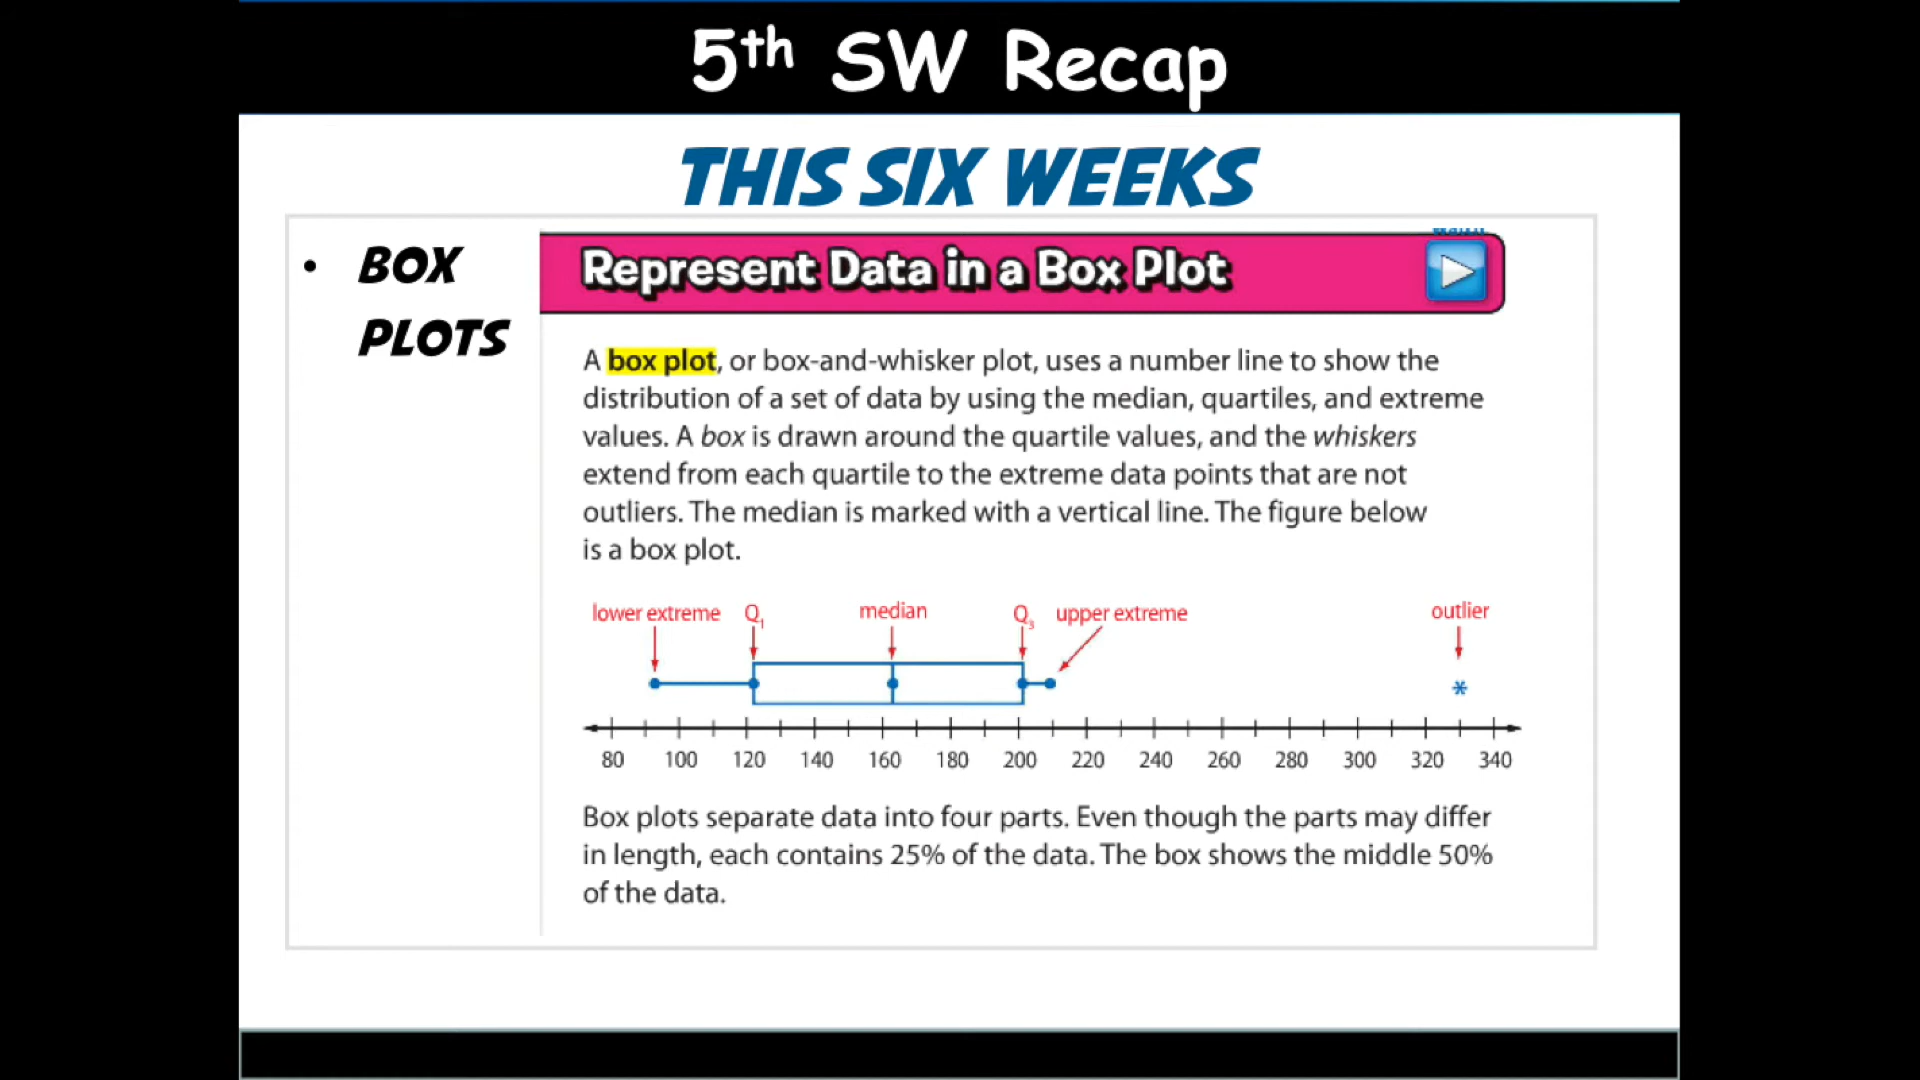 5th SW Recap
THIS SIX WEEKS
• BOX
PLOTS
Represent Data in a Box Plot
A box plot, or box-and-whisker plot, uses a number line to show the
distribution of a set of data by using the median, quartiles, and extreme
values. A box is drawn around the quartile values, and the whiskers
extend from each quartile to the extreme data points that are not
outliers. The median is marked with a vertical line. The figure below
is a box plot.
lower extreme Q1 median Q3 upper extreme outlier
*
80 100 120 140 160 180 200 220 240 260 280 300 320 340
Box plots separate data into four parts. Even though the parts may differ
in length, each contains 25% of the data. The box shows the middle 50%
of the data.